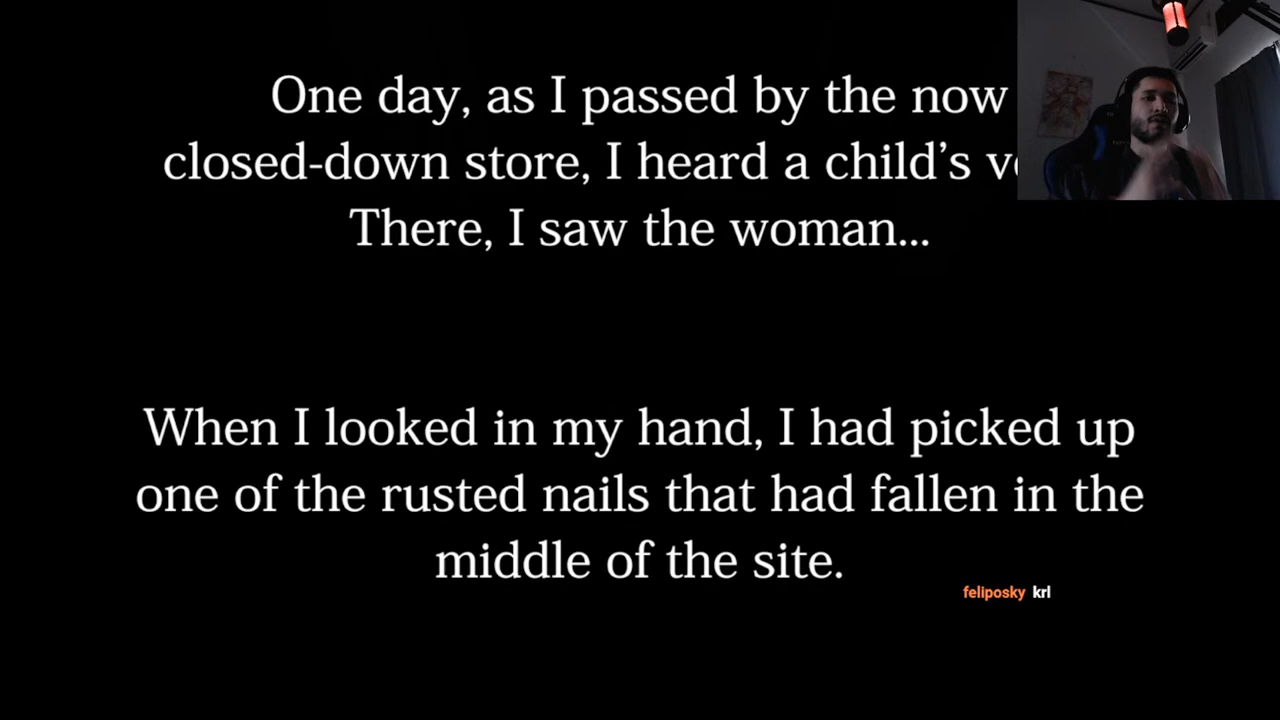 One day, as I passed by the now
closed-down store, I heard a child’s
There, I saw the woman...
When I looked in my hand, I had picked up
one of the rusted nails that had fallen in the
middle of the site.
feliposky krl